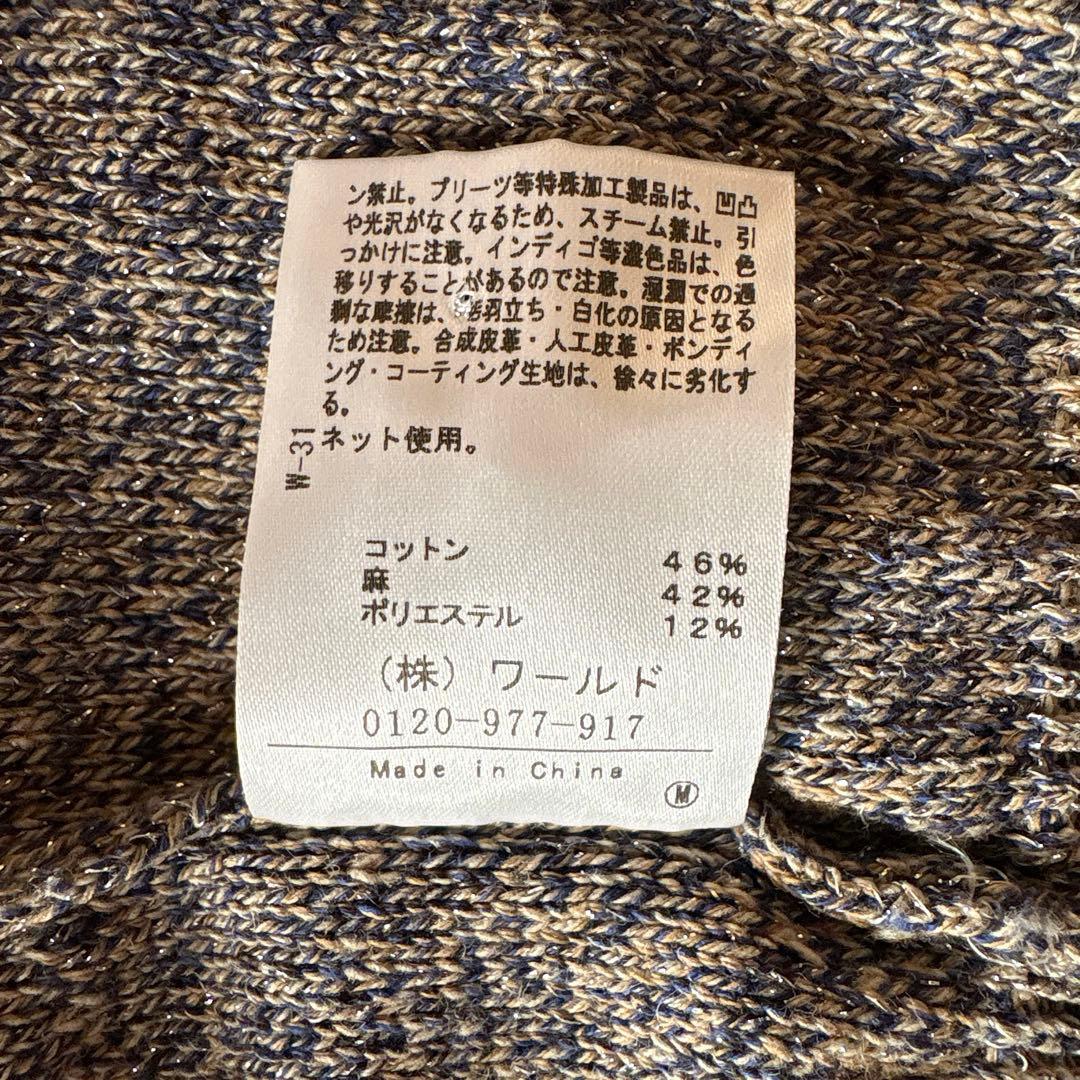 ン禁止。プリーツ等特殊加工製品は、凹凸
や光沢がなくなるため、スチーム禁止。引
っかけに注意。インディゴ等濃色品は、色
移りすることがあるので注意。湿潤での過
剰な摩擦は、毛羽立ち・白化の原因となる
ため注意。合成皮革・人工皮革・ボンディ
ング・コーティング生地は、徐々に劣化す
る。
ネット使用。
W-31
コットン 46%
麻 42%
ポリエステル 12%
(株) ワールド
0120-977-917
Made in China
Ⓜ